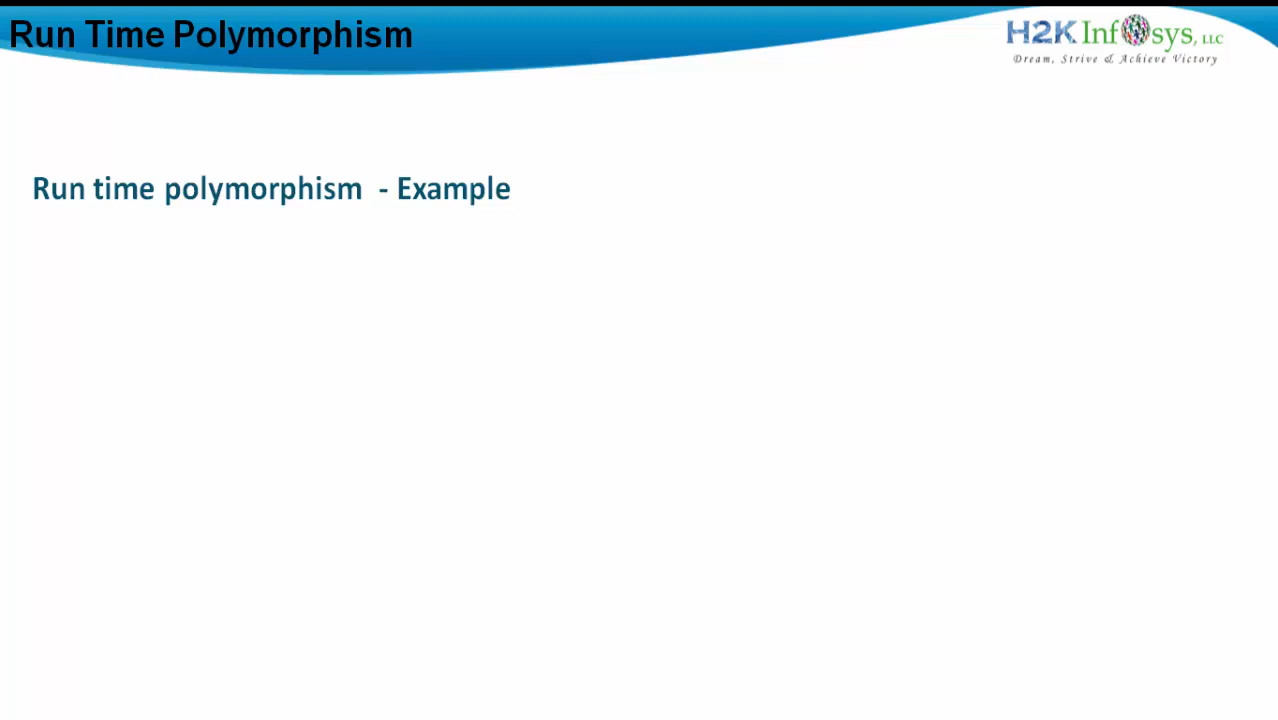 Run Time Polymorphism
H2K Infosys, LLC
Dream, Strive & Achieve Victory
Run time polymorphism - Example